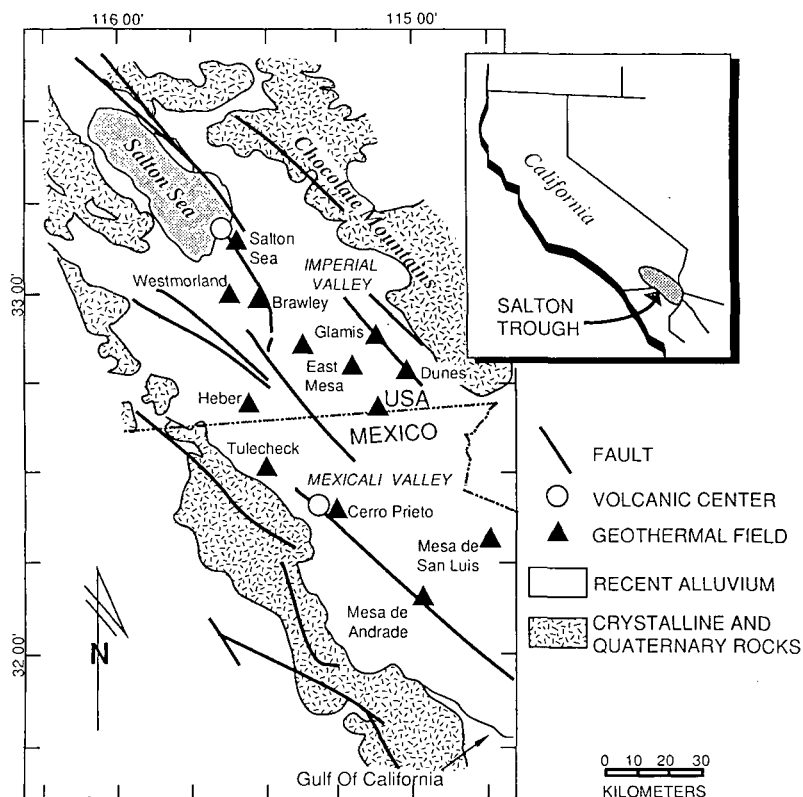 116 00'
115 00'
Salton Sea
Chocolate Mountains
California
SALTON
TROUGH
Salton
Sea
IMPERIAL
VALLEY
33 00'
Westmorland
Brawley
Glamis
East
Mesa
Dunes
Heber
USA
MEXICO
Tulecheck
MEXICALI VALLEY
Cerro Prieto
Mesa de
San Luis
Mesa de
Andrade
32 00'
N
Gulf Of California
FAULT
VOLCANIC CENTER
GEOTHERMAL FIELD
RECENT ALLUVIUM
CRYSTALLINE AND
QUATERNARY ROCKS
0 10 20 30
KILOMETERS